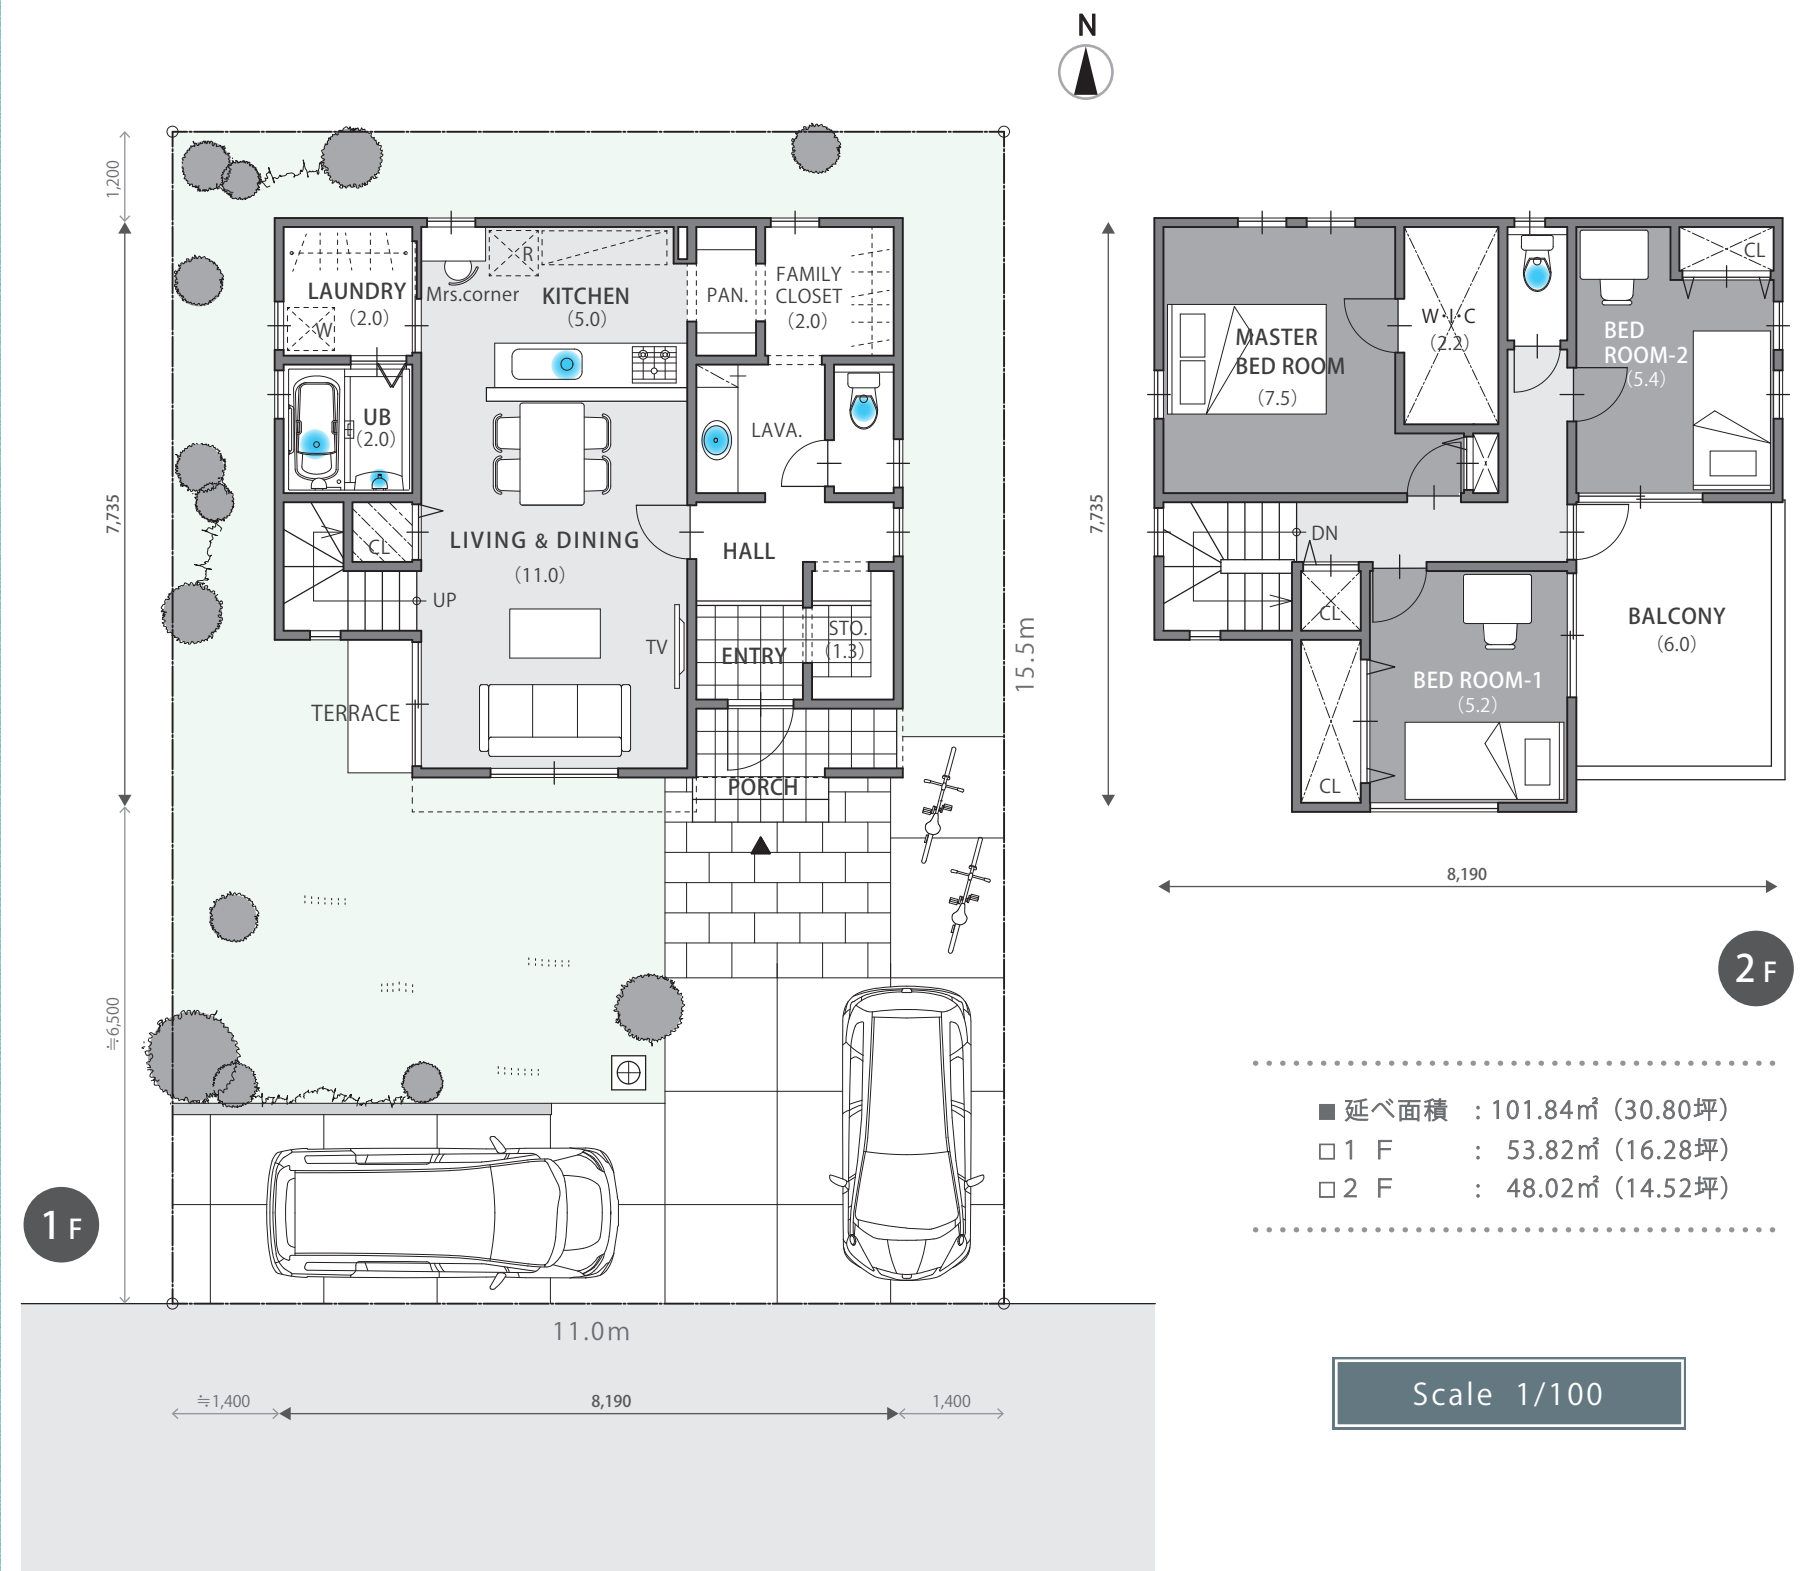 N
1,200
7,735
≒6,500
LAUNDRY
(2.0)
W
Mrs.corner
R
KITCHEN
(5.0)
PAN.
FAMILY
CLOSET
(2.0)
UB
(2.0)
LAVA.
CL
LIVING & DINING
(11.0)
HALL
UP
TV
ENTRY
STO.
(1.3)
TERRACE
PORCH
15.5m
11.0m
≒1,400
8,190
1,400
1 F
7,735
MASTER
BED ROOM
(7.5)
W・I・C
(2.2)
CL
BED
ROOM-2
(5.4)
DN
CL
BED ROOM-1
(5.2)
CL
BALCONY
(6.0)
8,190
2 F
■延べ面積 : 101.84㎡（30.80坪）
□1 F : 53.82㎡（16.28坪）
□2 F : 48.02㎡（14.52坪）
Scale 1/100